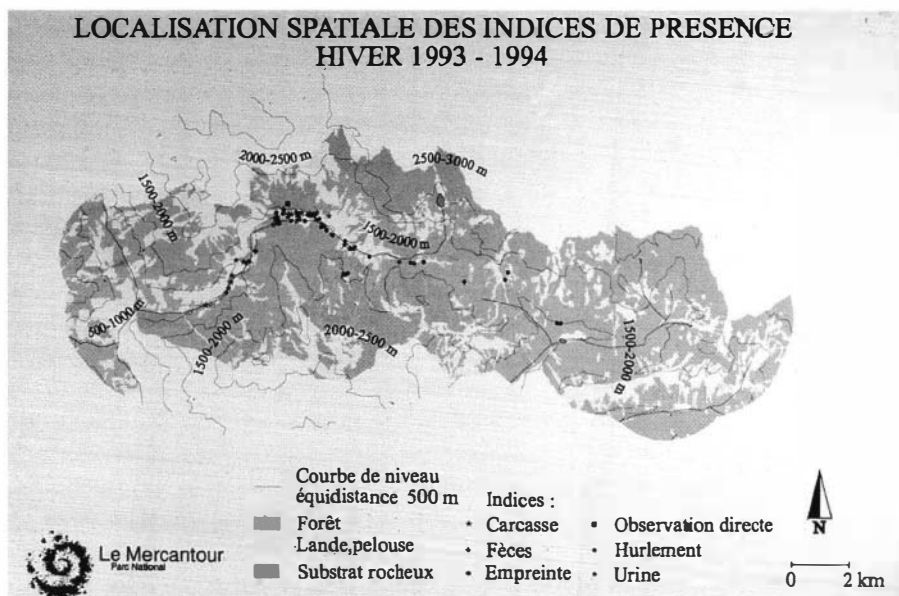 LOCALISATION SPATIALE DES INDICES DE PRESENCE
HIVER 1993 - 1994
2000-2500 m
2500-3000 m
1500-2000 m
1500-2000 m
500-1000 m
1500-2000 m
2000-2500 m
1500-2000 m
Courbe de niveau
équidistance 500 m
Forêt
Lande,pelouse
Substrat rocheux
Indices :
Carcasse
Fèces
Empreinte
Observation directe
Hurlement
Urine
N
0 2 km
Le Mercantour
Parc National